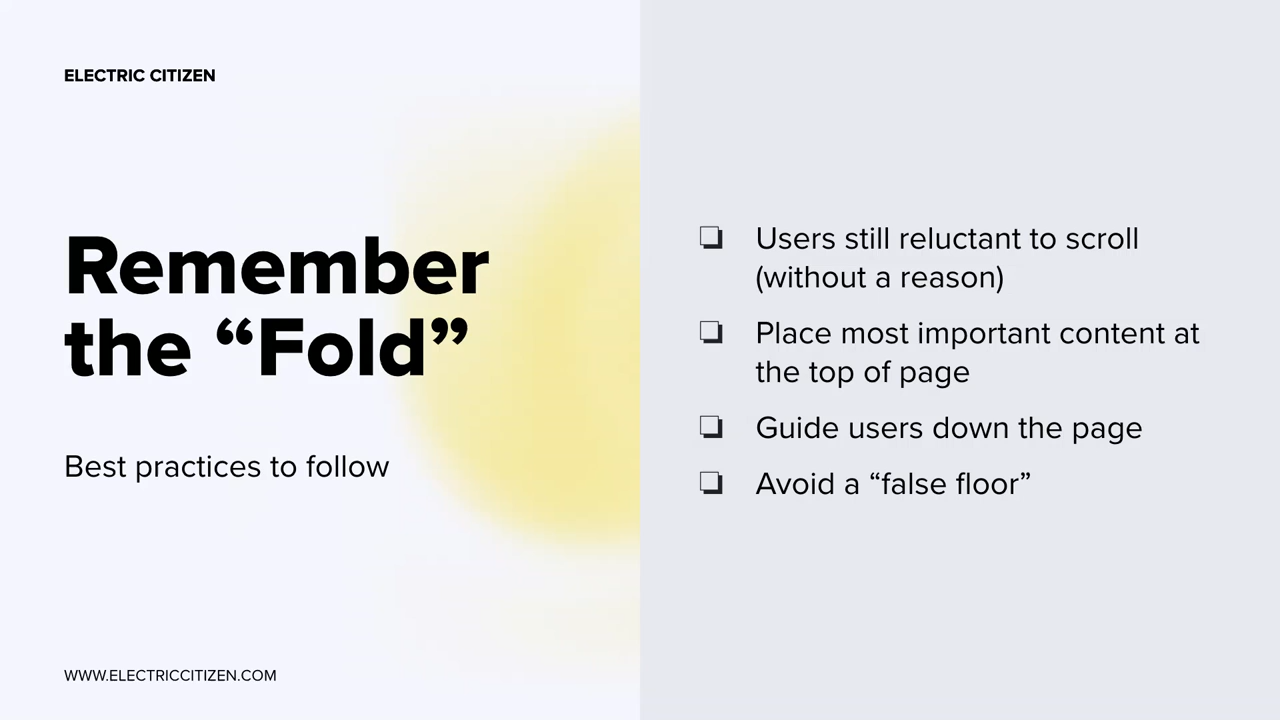 ELECTRIC CITIZEN
Remember
the “Fold”
Best practices to follow
WWW.ELECTRICCITIZEN.COM
❏ Users still reluctant to scroll
(without a reason)
❏ Place most important content at
the top of page
❏ Guide users down the page
❏ Avoid a “false floor”